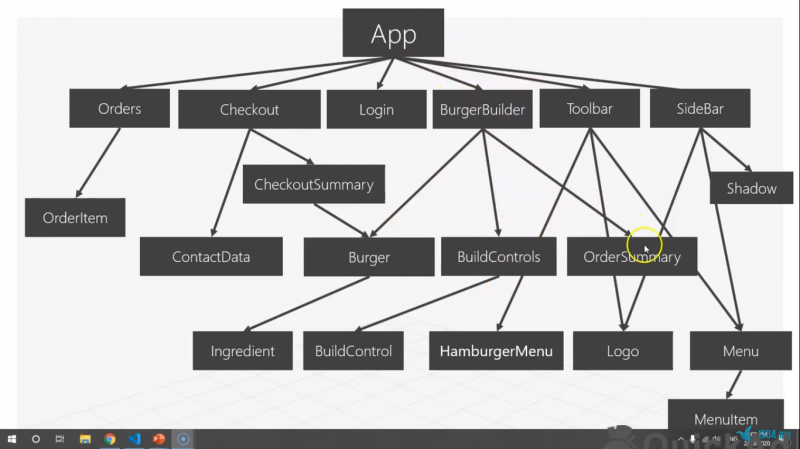 App
Orders
Checkout
Login
BurgerBuilder
Toolbar
SideBar
CheckoutSummary
Shadow
OrderItem
ContactData
Burger
BuildControls
OrderSummary
Ingredient
BuildControl
HamburgerMenu
Logo
Menu
MenuItem